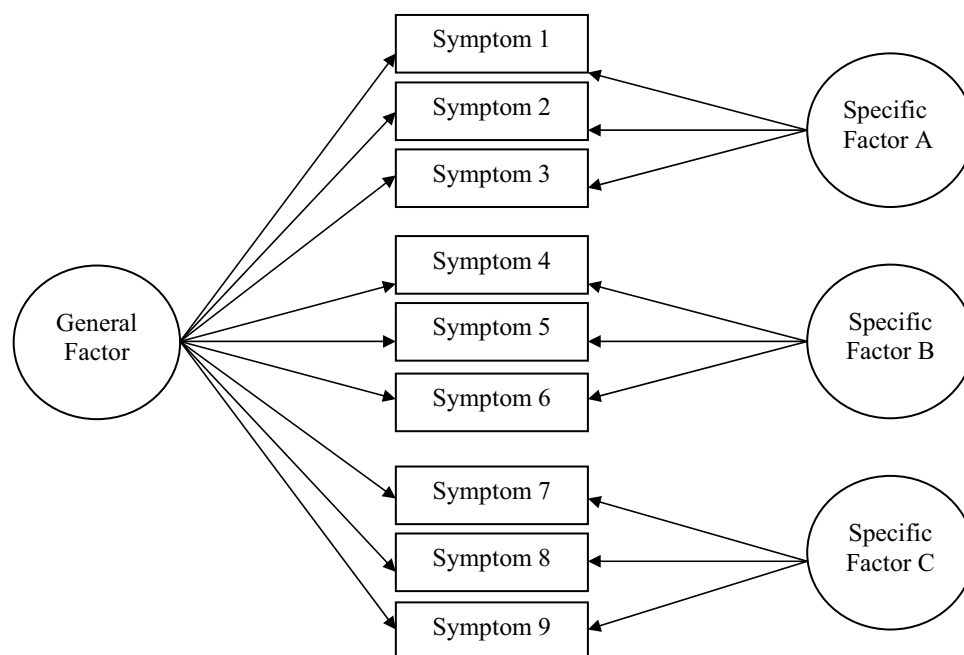 Symptom 1
Symptom 2
Symptom 3
Symptom 4
Symptom 5
Symptom 6
Symptom 7
Symptom 8
Symptom 9
General
Factor
Specific
Factor A
Specific
Factor B
Specific
Factor C